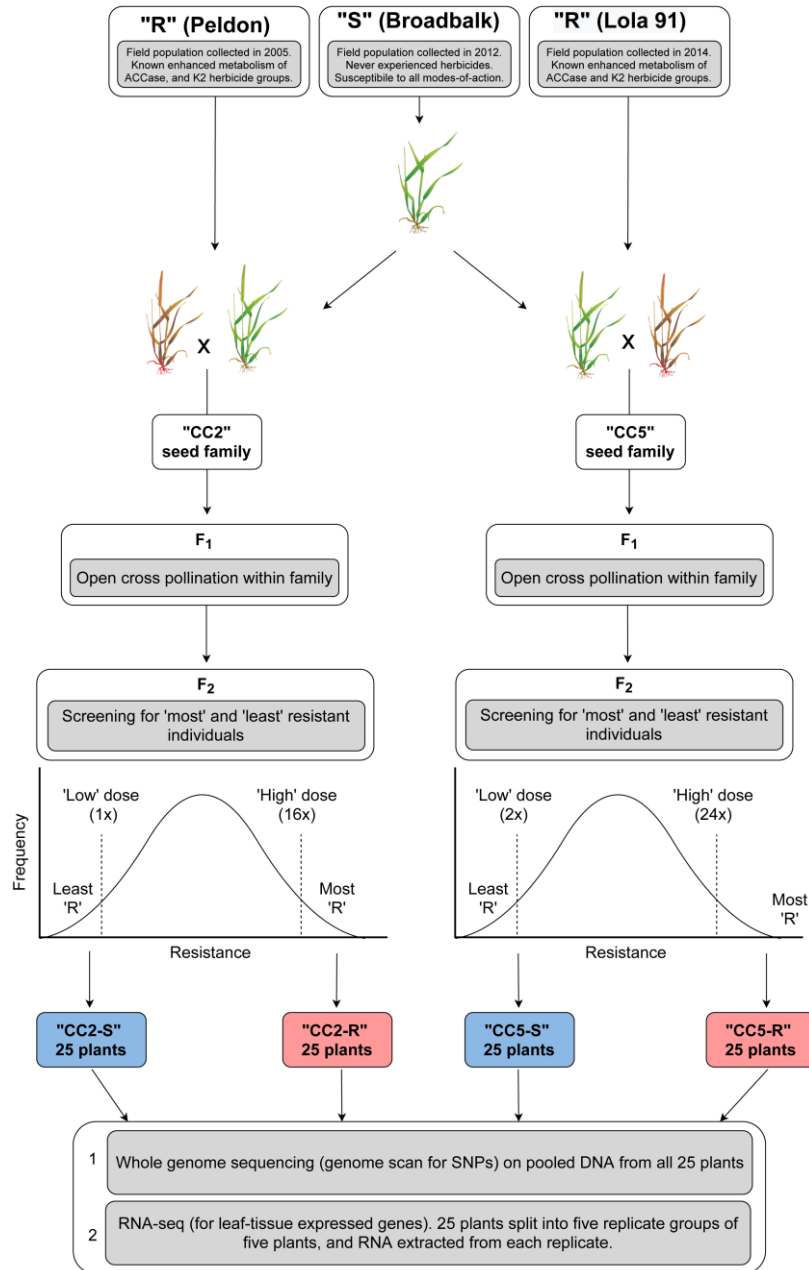 "R" (Peldon)
Field population collected in 2005.
Known enhanced metabolism of
ACCase, and K2 herbicide groups.
"S" (Broadbalk)
Field population collected in 2012.
Never experienced herbicides.
Susceptibile to all modes-of-action.
"R" (Lola 91)
Field population collected in 2014.
Known enhanced metabolism of
ACCase and K2 herbicide groups.
X
X
"CC2"
seed family
"CC5"
seed family
F1
Open cross pollination within family
F1
Open cross pollination within family
F2
Screening for 'most' and 'least' resistant
individuals
F2
Screening for 'most' and 'least' resistant
individuals
Frequency
'Low' dose
(1x)
'High' dose
(16x)
Least
'R'
Most
'R'
Resistance
'Low' dose
(2x)
'High' dose
(24x)
Least
'R'
Most
'R'
Resistance
"CC2-S"
25 plants
"CC2-R"
25 plants
"CC5-S"
25 plants
"CC5-R"
25 plants
1
Whole genome sequencing (genome scan for SNPs) on pooled DNA from all 25 plants
2
RNA-seq (for leaf-tissue expressed genes). 25 plants split into five replicate groups of
five plants, and RNA extracted from each replicate.